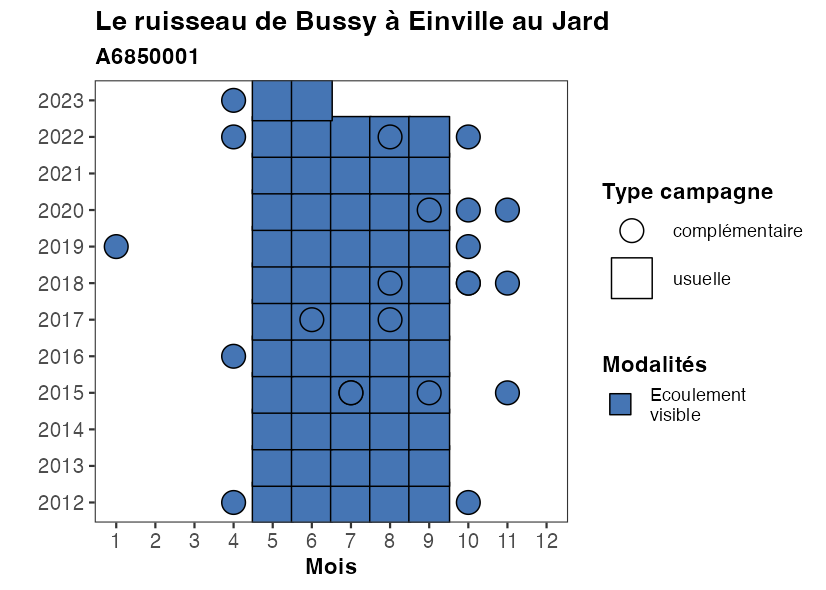 Le ruisseau de Bussy à Einville au Jard
A6850001
2023
2022
2021
2020
2019
2018
2017
2016
2015
2014
2013
2012
1 2 3 4 5 6 7 8 9 10 11 12
Mois
Type campagne
complémentaire
usuelle
Modalités
Ecoulement
visible